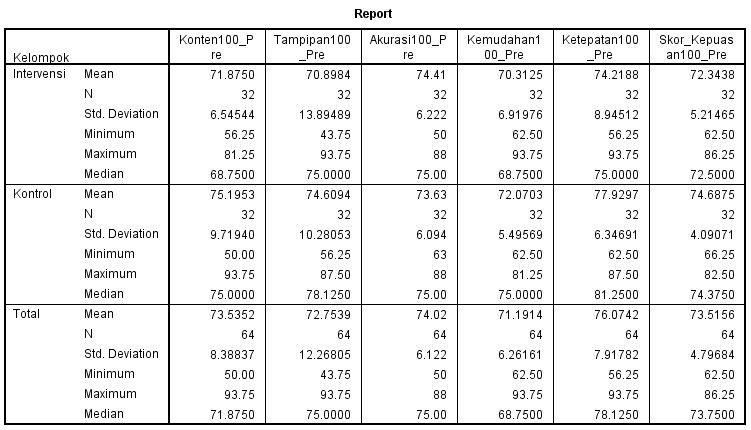 Report
Kelompok Konten100_Pre Tampipan100_Pre Akurasi100_Pre Kemudahan100_Pre Ketepatan100_Pre Skor_Kepuasan100_Pre
Intervensi Mean 71.8750 70.8984 74.41 70.3125 74.2188 72.3438
N 32 32 32 32 32 32
Std. Deviation 6.54544 13.89489 6.222 6.91976 8.94512 5.21465
Minimum 56.25 43.75 50 62.50 56.25 62.50
Maximum 81.25 93.75 88 93.75 93.75 86.25
Median 68.7500 75.0000 75.00 68.7500 75.0000 72.5000
Kontrol Mean 75.1953 74.6094 73.63 72.0703 77.9297 74.6875
N 32 32 32 32 32 32
Std. Deviation 9.71940 10.28053 6.094 5.49569 6.34691 4.09071
Minimum 50.00 56.25 63 62.50 62.50 66.25
Maximum 93.75 87.50 88 81.25 87.50 82.50
Median 75.0000 78.1250 75.00 75.0000 81.2500 74.3750
Total Mean 73.5352 72.7539 74.02 71.1914 76.0742 73.5156
N 64 64 64 64 64 64
Std. Deviation 8.38837 12.26805 6.122 6.26161 7.91782 4.79684
Minimum 50.00 43.75 50 62.50 56.25 62.50
Maximum 93.75 93.75 88 93.75 93.75 86.25
Median 71.8750 75.0000 75.00 68.7500 78.1250 73.7500